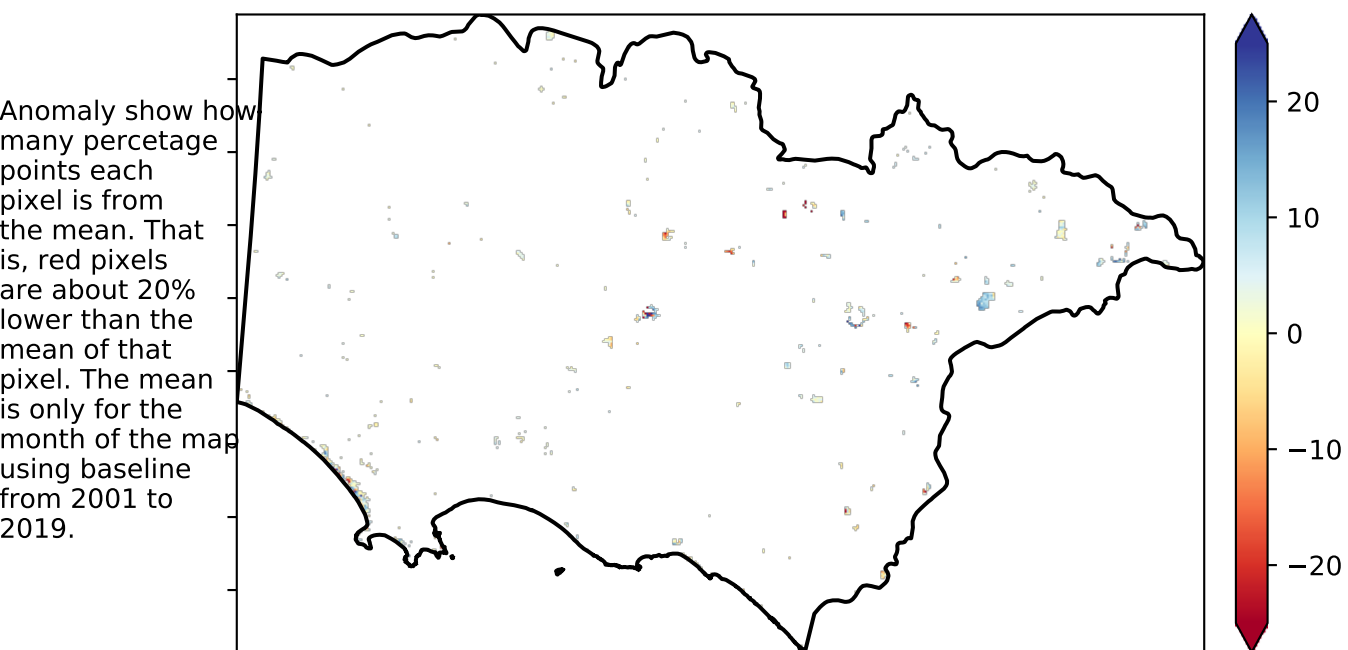 Anomaly show how
many percetage
points each
pixel is from
the mean. That
is, red pixels
are about 20%
lower than the
mean of that
pixel. The mean
is only for the
month of the map
using baseline
from 2001 to
2019.
20
10
0
−10
−20